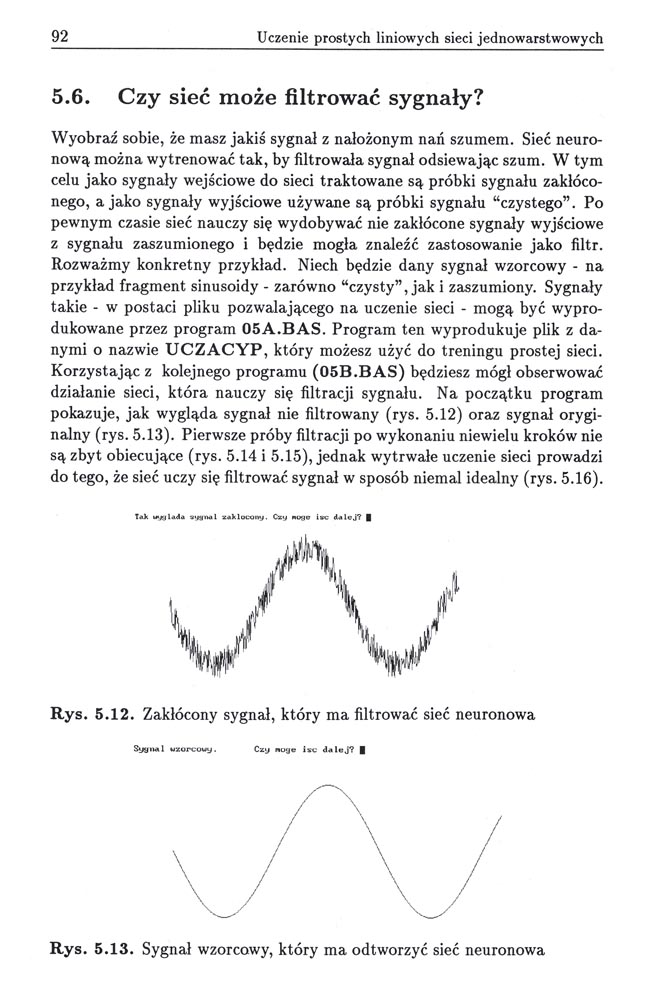 92 Uczenie prostych liniowych sieci jednowarstwowych
5.6. Czy sieć może filtrować sygnały?
Wyobraź sobie, że masz jakiś sygnał z nałożonym nań szumem. Sieć neuro-
nową można wytrenować tak, by filtrowała sygnał odsiewając szum. W tym
celu jako sygnały wejściowe do sieci traktowane są próbki sygnału zakłóco-
nego, a jako sygnały wyjściowe używane są próbki sygnału “czystego”. Po
pewnym czasie sieć nauczy się wydobywać nie zakłócone sygnały wyjściowe
z sygnału zaszumionego i będzie mogła znaleźć zastosowanie jako filtr.
Rozważmy konkretny przykład. Niech będzie dany sygnał wzorcowy - na
przykład fragment sinusoidy - zarówno “czysty”, jak i zaszumiony. Sygnały
takie - w postaci pliku pozwalającego na uczenie sieci - mogą być wypro-
dukowane przez program 05A.BAS. Program ten wyprodukuje plik z da-
nymi o nazwie UCZACYP, który możesz użyć do treningu prostej sieci.
Korzystając z kolejnego programu (05B.BAS) będziesz mógł obserwować
działanie sieci, która nauczy się filtracji sygnału. Na początku program
pokazuje, jak wygląda sygnał nie filtrowany (rys. 5.12) oraz sygnał orygi-
nalny (rys. 5.13). Pierwsze próby filtracji po wykonaniu niewielu kroków nie
są zbyt obiecujące (rys. 5.14 i 5.15), jednak wytrwałe uczenie sieci prowadzi
do tego, że sieć uczy się filtrować sygnał w sposób niemal idealny (rys. 5.16).
Tak wyglada sygnal zaklocony. Czy moge isc dalej?
Rys. 5.12. Zakłócony sygnał, który ma filtrować sieć neuronowa
Sygnal wzorcowy. Czy moge isc dalej?
Rys. 5.13. Sygnał wzorcowy, który ma odtworzyć sieć neuronowa